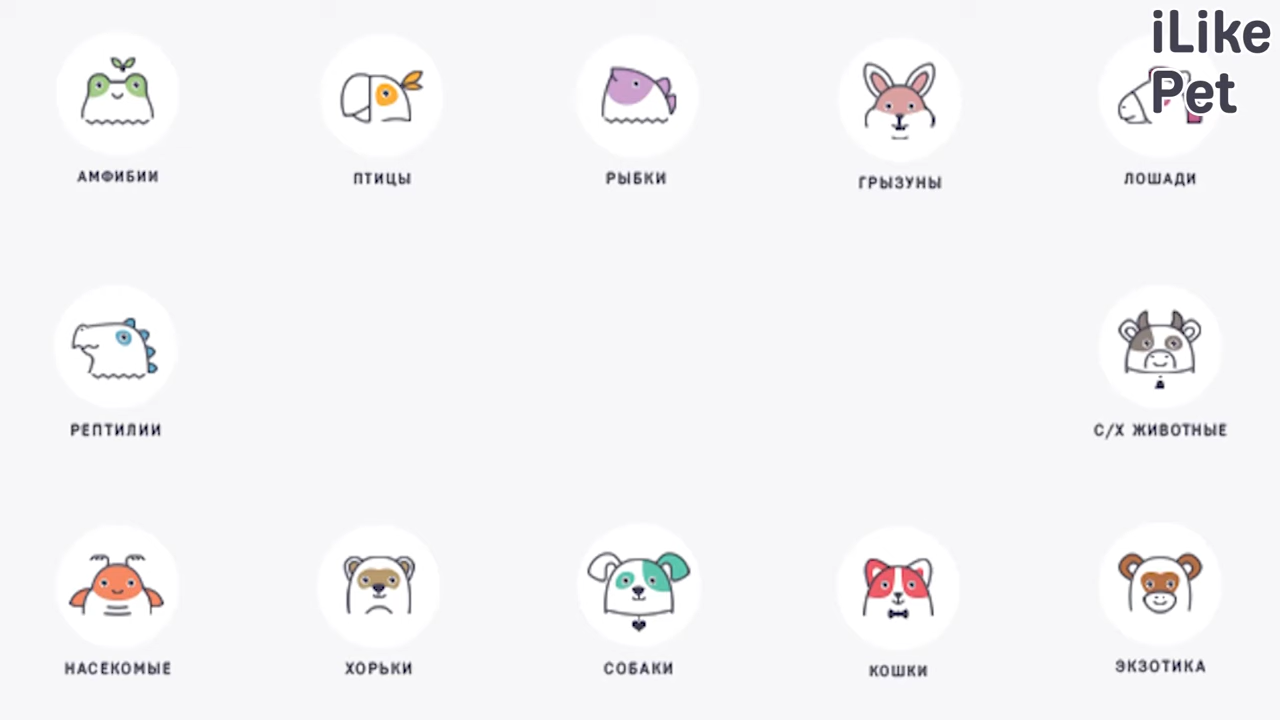 iLike
Pet
АМФИБИИ
ПТИЦЫ
РЫБКИ
ГРЫЗУНЫ
ЛОШАДИ
РЕПТИЛИИ
С/Х ЖИВОТНЫЕ
НАСЕКОМЫЕ
ХОРЬКИ
СОБАКИ
КОШКИ
ЭКЗОТИКА